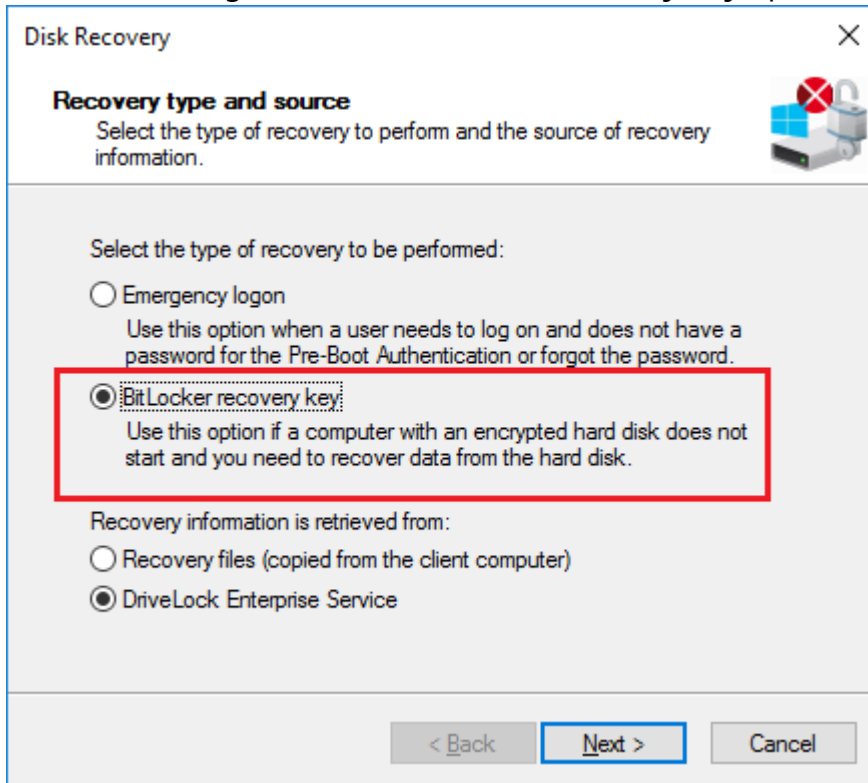 Disk Recovery
Recovery type and source
Select the type of recovery to perform and the source of recovery
information.
Select the type of recovery to be performed:
Emergency logon
Use this option when a user needs to log on and does not have a
password for the Pre-Boot Authentication or forgot the password.
BitLocker recovery key
Use this option if a computer with an encrypted hard disk does not
start and you need to recover data from the hard disk.
Recovery information is retrieved from:
Recovery files (copied from the client computer)
DriveLock Enterprise Service
< Back
Next >
Cancel